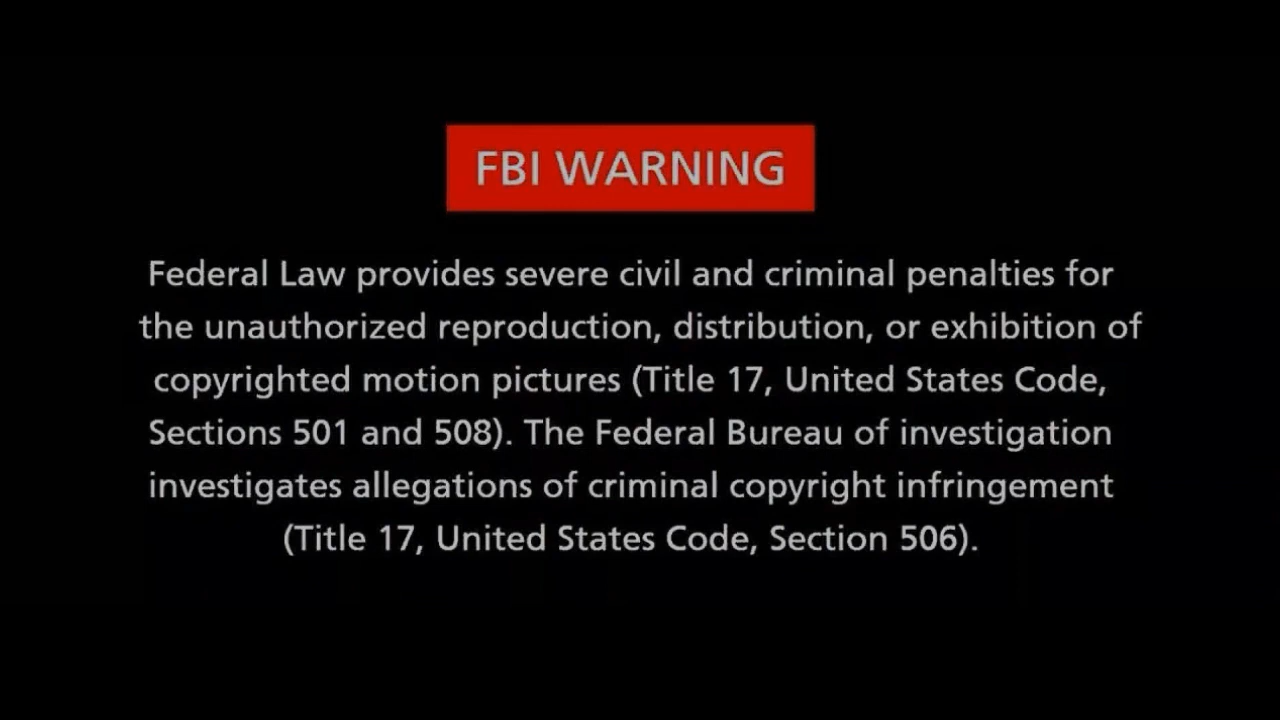 FBI WARNING
Federal Law provides severe civil and criminal penalties for
the unauthorized reproduction, distribution, or exhibition of
copyrighted motion pictures (Title 17, United States Code,
Sections 501 and 508). The Federal Bureau of investigation
investigates allegations of criminal copyright infringement
(Title 17, United States Code, Section 506).